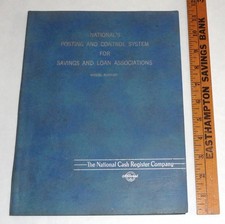 NATIONAL'S
POSTING AND CONTROL SYSTEM
FOR
SAVINGS AND LOAN ASSOCIATIONS
The National Cash Register Company
EASTHAMPTON SAVINGS BANK